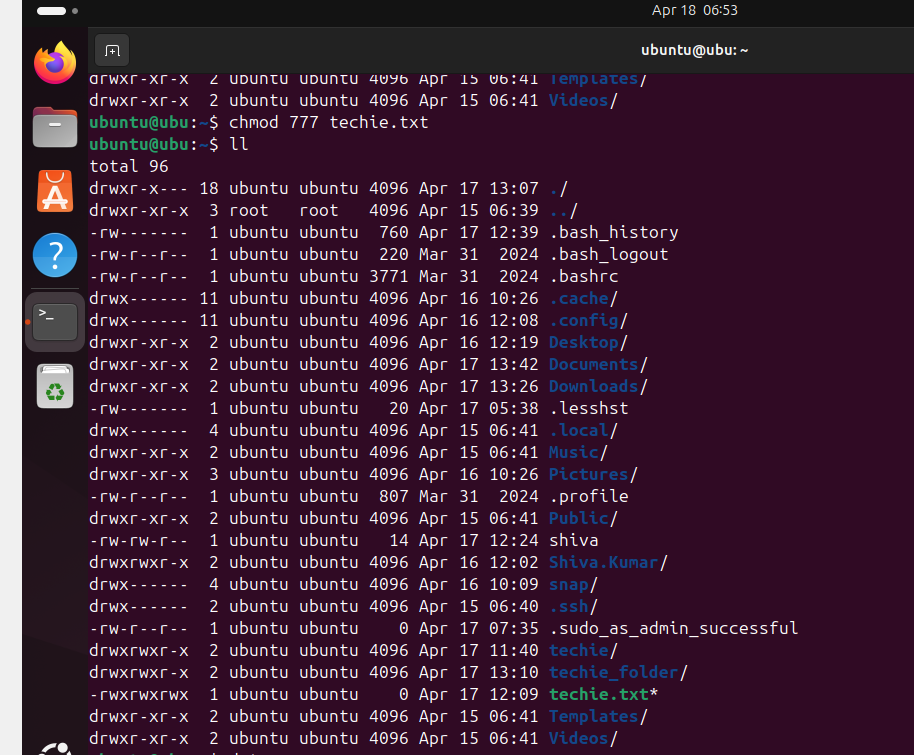 Apr 18 06:53
ubuntu@ubu: ~
drwxr-xr-x  2 ubuntu ubuntu 4096 Apr 15 06:41 Templates/
drwxr-xr-x  2 ubuntu ubuntu 4096 Apr 15 06:41 Videos/
ubuntu@ubu:~$ chmod 777 techie.txt
ubuntu@ubu:~$ ll
total 96
drwxr-x--- 18 ubuntu ubuntu 4096 Apr 17 13:07 ./
drwxr-xr-x  3 root   root   4096 Apr 15 06:39 ../
-rw-------  1 ubuntu ubuntu  760 Apr 17 12:39 .bash_history
-rw-r--r--  1 ubuntu ubuntu  220 Mar 31  2024 .bash_logout
-rw-r--r--  1 ubuntu ubuntu 3771 Mar 31  2024 .bashrc
drwx------ 11 ubuntu ubuntu 4096 Apr 16 10:26 .cache/
drwx------ 11 ubuntu ubuntu 4096 Apr 16 12:08 .config/
drwxr-xr-x  2 ubuntu ubuntu 4096 Apr 16 12:19 Desktop/
drwxr-xr-x  2 ubuntu ubuntu 4096 Apr 17 13:42 Documents/
drwxr-xr-x  2 ubuntu ubuntu 4096 Apr 17 13:26 Downloads/
-rw-------  1 ubuntu ubuntu   20 Apr 17 05:38 .lesshst
drwx------  4 ubuntu ubuntu 4096 Apr 15 06:41 .local/
drwxr-xr-x  2 ubuntu ubuntu 4096 Apr 15 06:41 Music/
drwxr-xr-x  3 ubuntu ubuntu 4096 Apr 16 10:26 Pictures/
-rw-r--r--  1 ubuntu ubuntu  807 Mar 31  2024 .profile
drwxr-xr-x  2 ubuntu ubuntu 4096 Apr 15 06:41 Public/
-rw-rw-r--  1 ubuntu ubuntu   14 Apr 17 12:24 shiva
drwxrwxr-x  2 ubuntu ubuntu 4096 Apr 16 12:02 Shiva.Kumar/
drwx------  4 ubuntu ubuntu 4096 Apr 16 10:09 snap/
drwx------  2 ubuntu ubuntu 4096 Apr 15 06:40 .ssh/
-rw-r--r--  1 ubuntu ubuntu    0 Apr 17 07:35 .sudo_as_admin_successful
drwxrwxr-x  2 ubuntu ubuntu 4096 Apr 17 11:40 techie/
drwxrwxr-x  2 ubuntu ubuntu 4096 Apr 17 13:10 techie_folder/
-rwxrwxrwx  1 ubuntu ubuntu    0 Apr 17 12:09 techie.txt*
drwxr-xr-x  2 ubuntu ubuntu 4096 Apr 15 06:41 Templates/
drwxr-xr-x  2 ubuntu ubuntu 4096 Apr 15 06:41 Videos/